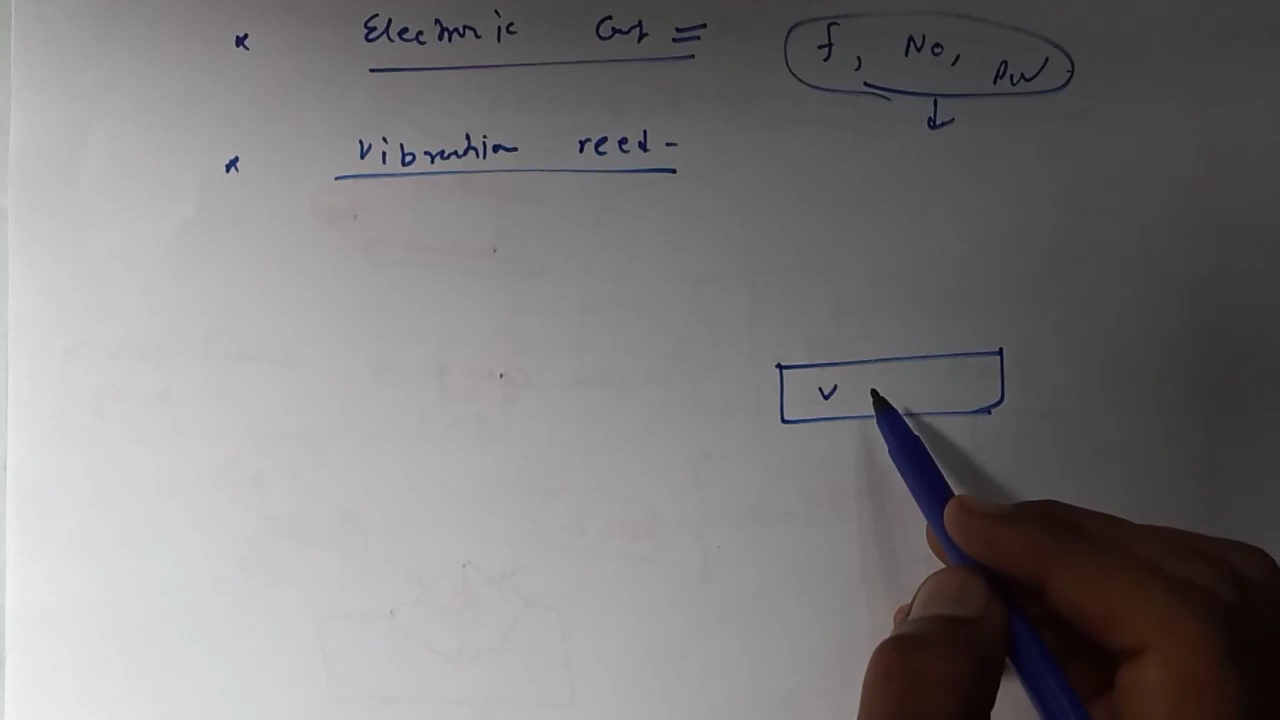 Electric =
f, No, PW
Vibration reed -
V